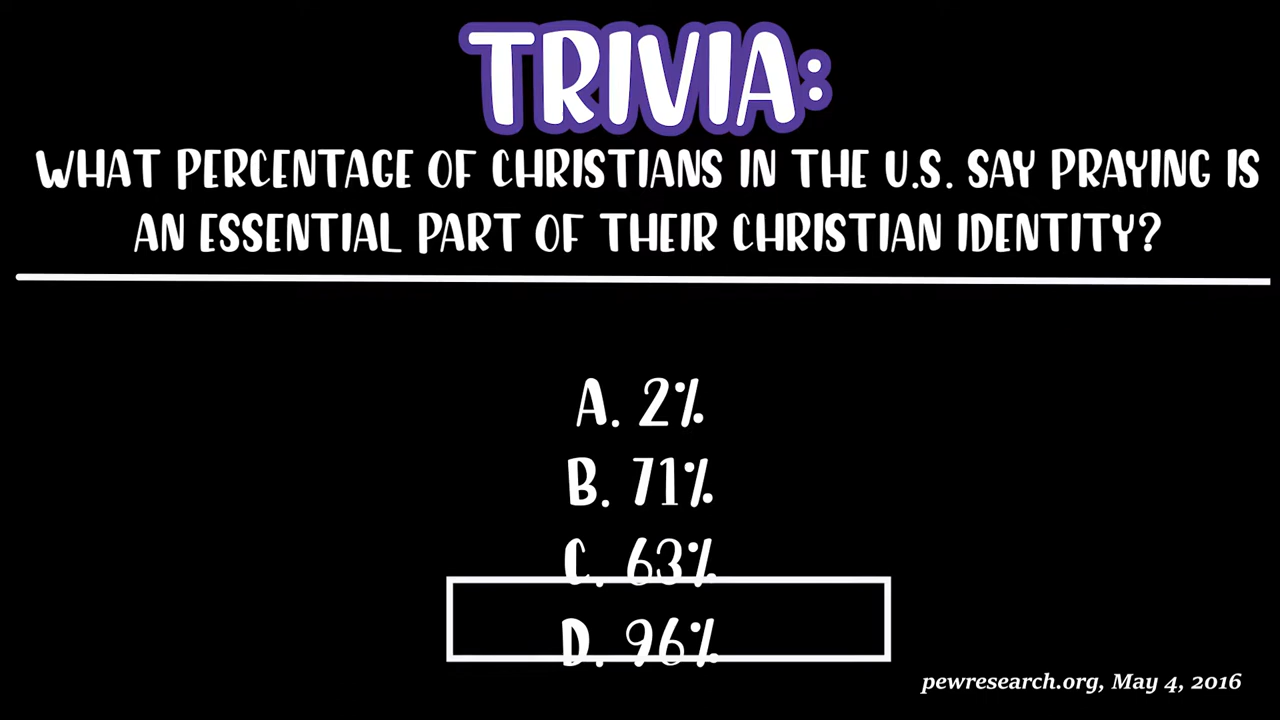 TRIVIA:
WHAT PERCENTAGE OF CHRISTIANS IN THE U.S. SAY PRAYING IS
AN ESSENTIAL PART OF THEIR CHRISTIAN IDENTITY?
A. 2%
B. 71%
C. 63%
D. 96%
pewresearch.org, May 4, 2016